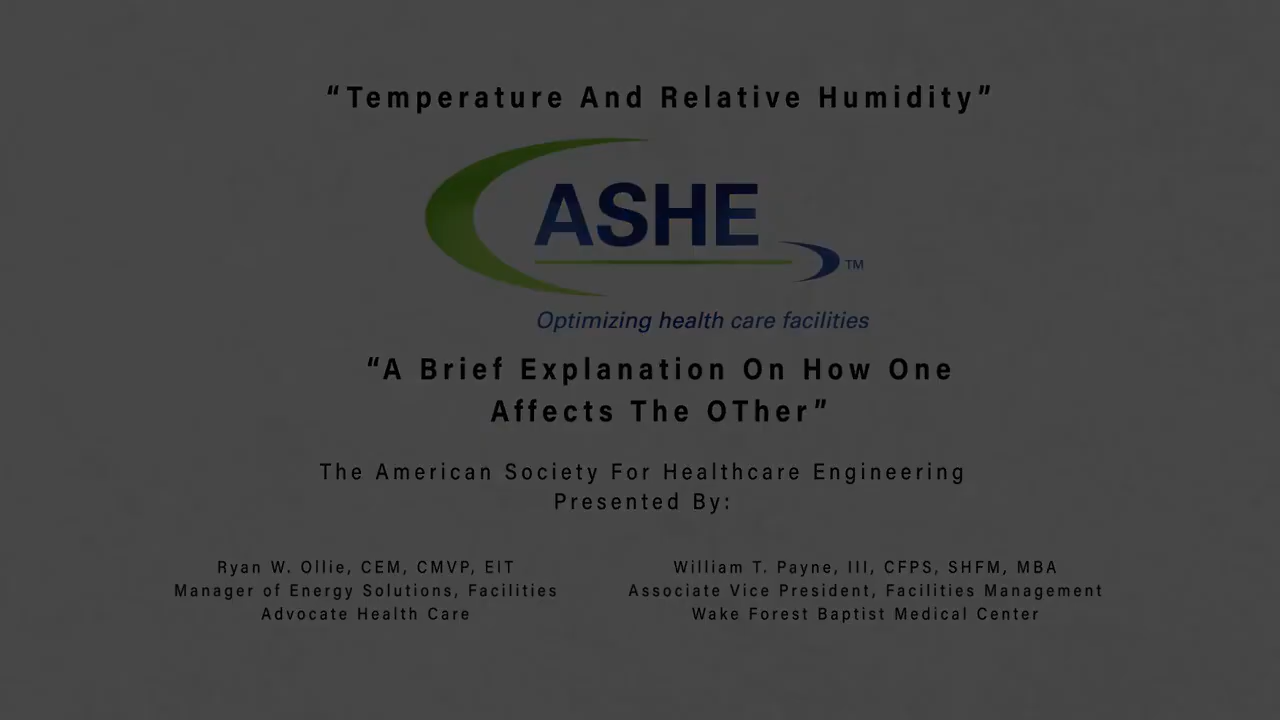 “Temperature And Relative Humidity”
ASHE
TM
Optimizing health care facilities
“A Brief Explanation On How One
Affects The OTher”
The American Society For Healthcare Engineering
Presented By:
Ryan W. Ollie, CEM, CMVP, EIT
Manager of Energy Solutions, Facilities
Advocate Health Care
William T. Payne, III, CFPS, SHFM, MBA
Associate Vice President, Facilities Management
Wake Forest Baptist Medical Center